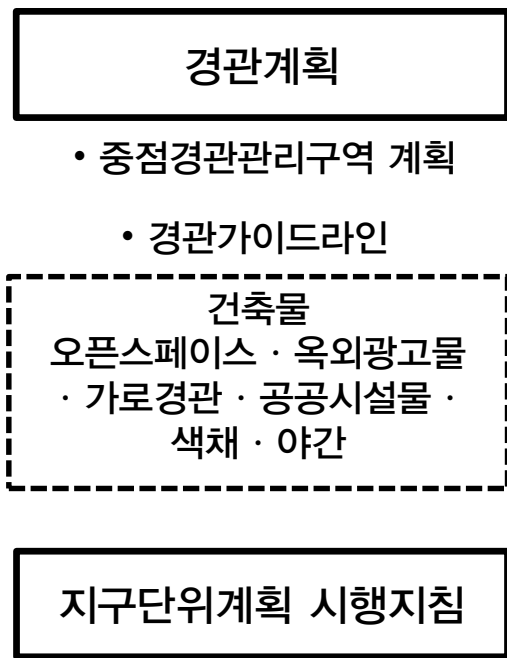 경관계획
• 중점경관관리구역 계획
• 경관가이드라인
건축물
오픈스페이스 · 옥외광고물
· 가로경관 · 공공시설물 ·
색채 · 야간
지구단위계획 시행지침